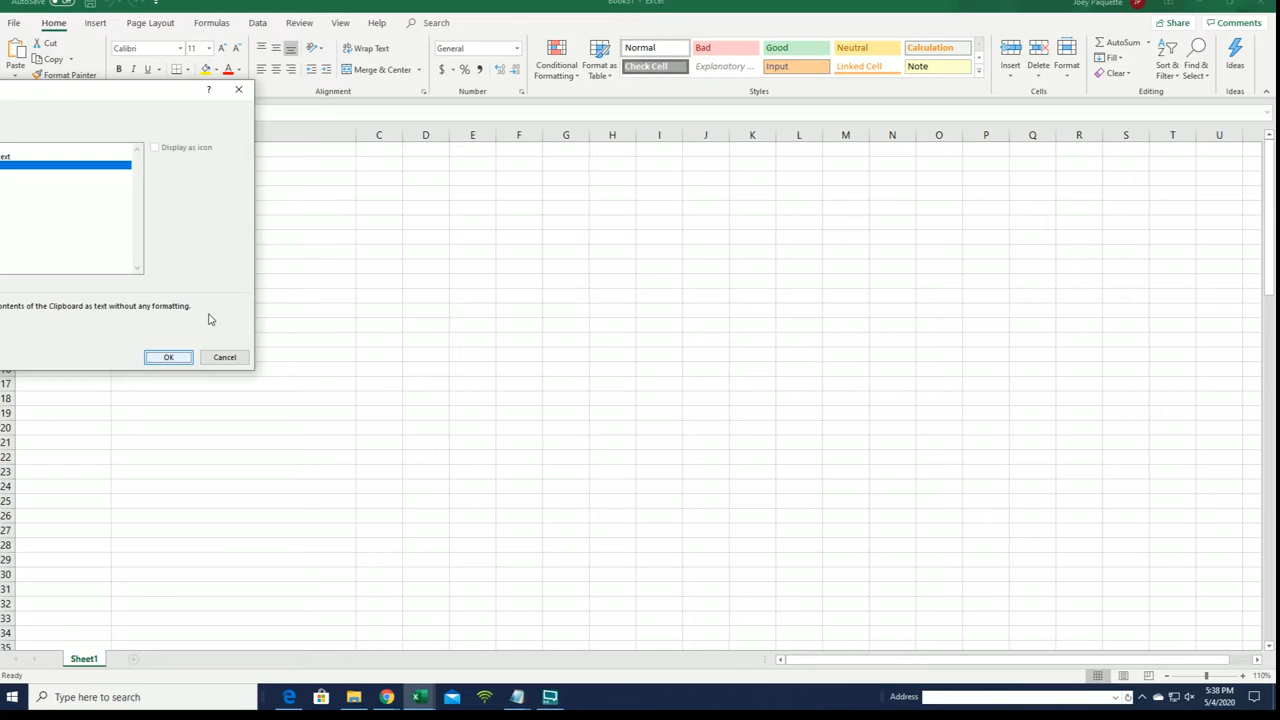 AutoSave Off Book31 - Excel Joey Paquette JP
File Home Insert Page Layout Formulas Data Review View Help Search Share Comments
Paste Cut Copy Format Painter
Calibri 11 A A
B I U A
Wrap Text
Merge & Center
General
$ % 9
Conditional Formatting
Format as Table
Normal Bad Good Neutral Calculation
Check Cell Explanatory ... Input Linked Cell Note
Insert Delete Format
AutoSum
Fill
Clear
Sort & Filter
Find & Select
Ideas
Alignment Number Styles Cells Editing Ideas
?
ext
Display as icon
ontents of the Clipboard as text without any formatting.
OK Cancel
C D E F G H I J K L M N O P Q R S T U
17
18
19
20
21
22
23
24
25
26
27
28
29
30
31
32
33
34
35
Sheet1
Ready 110%
Type here to search Address 5:38 PM
5/4/2020